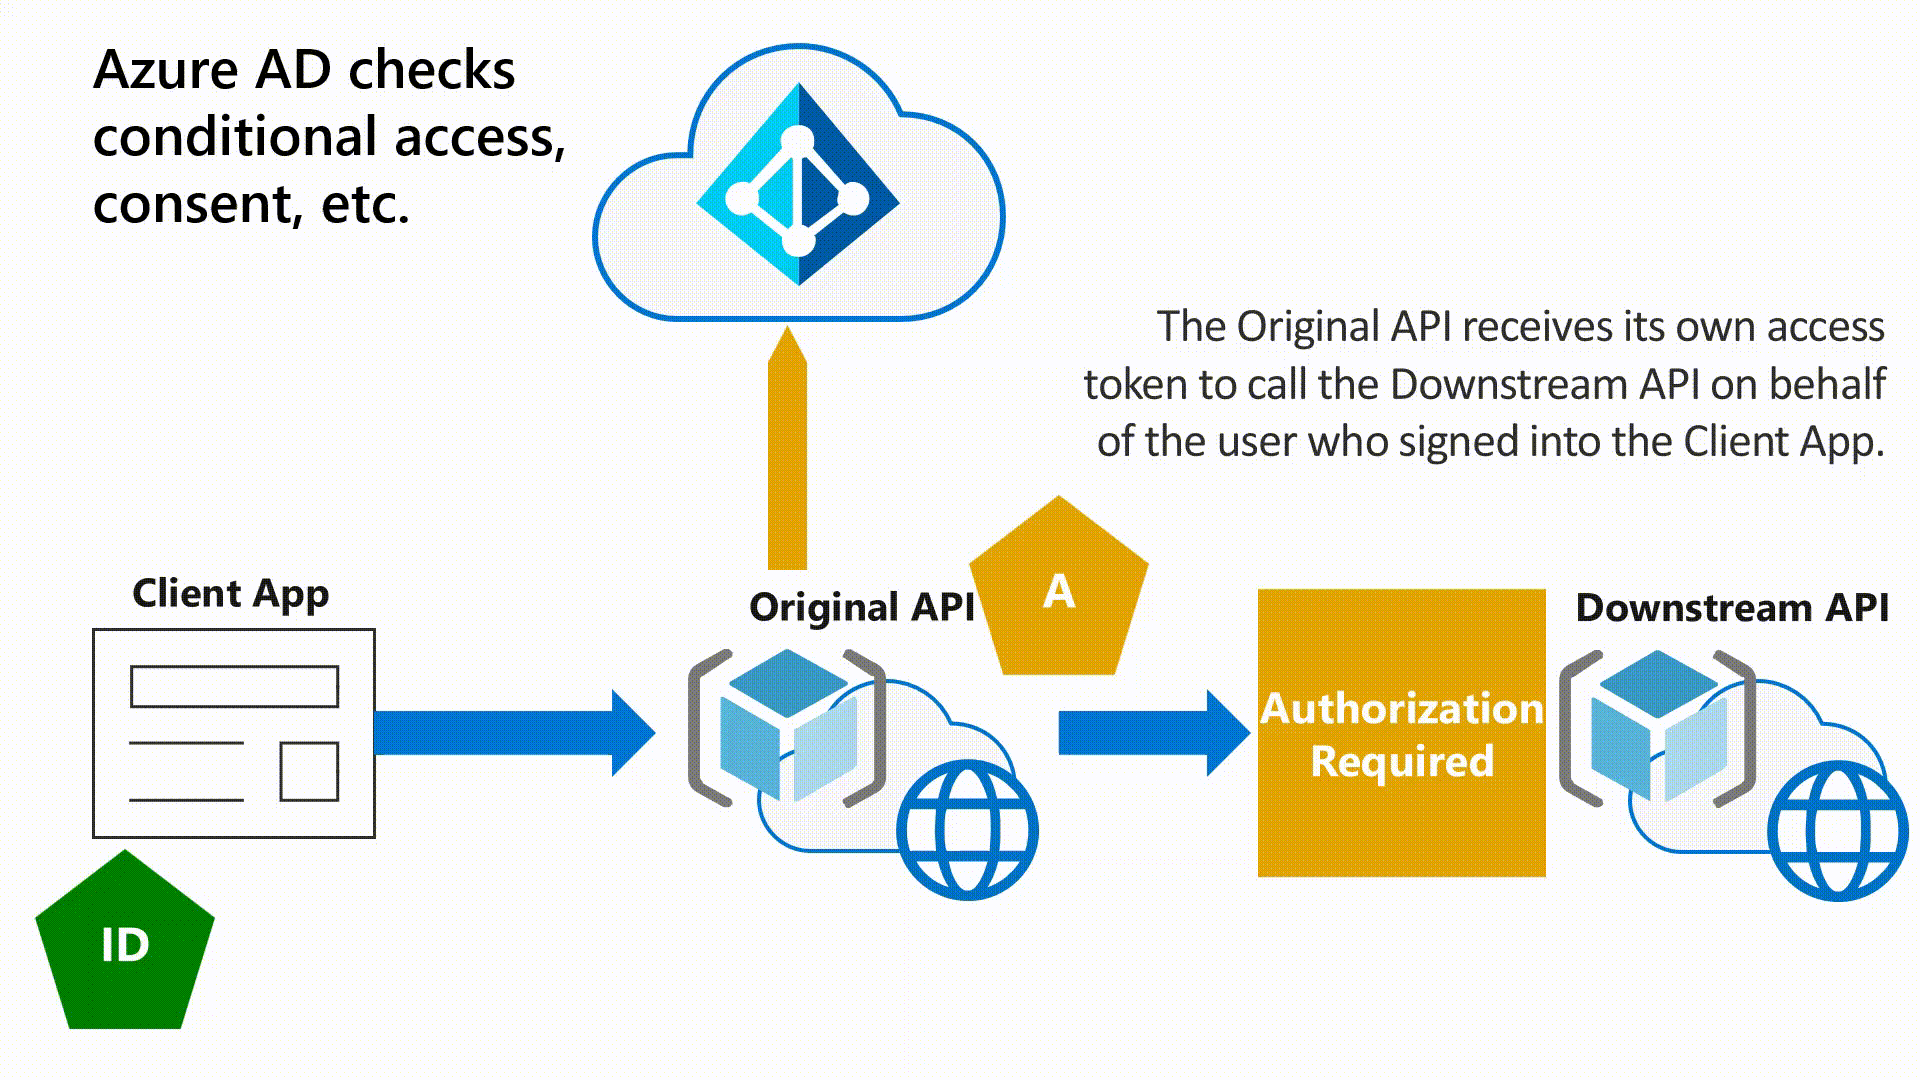 Azure AD checks
conditional access,
consent, etc.
The Original API receives its own access
token to call the Downstream API on behalf
of the user who signed into the Client App.
Client App
Original API
A
Downstream API
Authorization
Required
ID